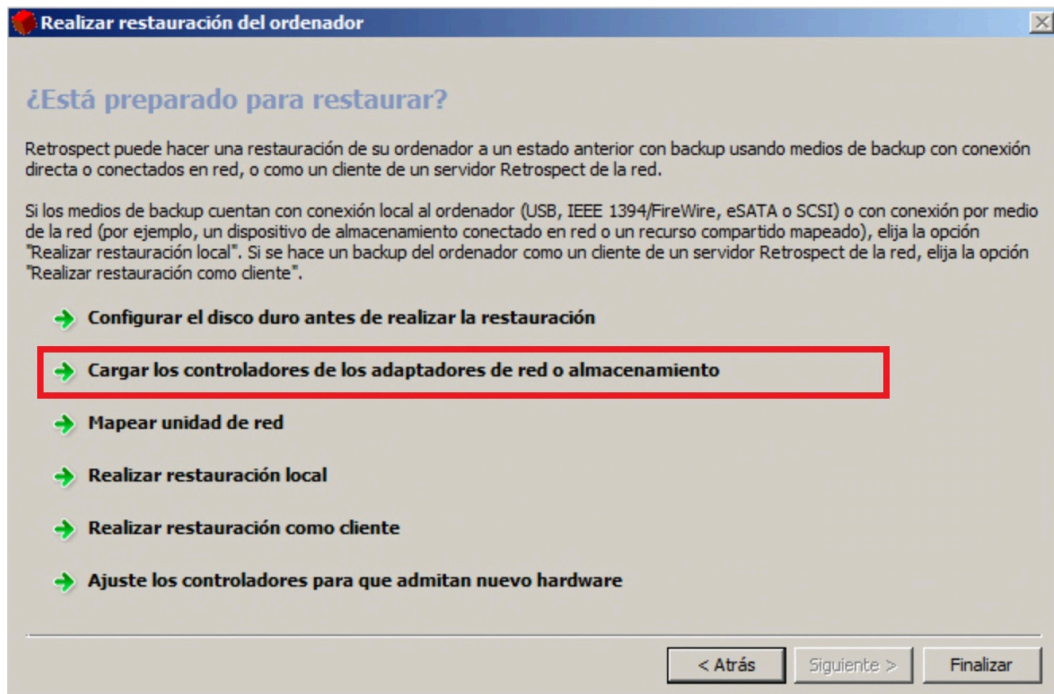 Realizar restauración del ordenador
¿Está preparado para restaurar?
Retrospect puede hacer una restauración de su ordenador a un estado anterior con backup usando medios de backup con conexión
directa o conectados en red, o como un cliente de un servidor Retrospect de la red.
Si los medios de backup cuentan con conexión local al ordenador (USB, IEEE 1394/FireWire, eSATA o SCSI) o con conexión por medio
de la red (por ejemplo, un dispositivo de almacenamiento conectado en red o un recurso compartido mapeado), elija la opción
"Realizar restauración local". Si se hace un backup del ordenador como un cliente de un servidor Retrospect de la red, elija la opción
"Realizar restauración como cliente".
Configurar el disco duro antes de realizar la restauración
Cargar los controladores de los adaptadores de red o almacenamiento
Mapear unidad de red
Realizar restauración local
Realizar restauración como cliente
Ajuste los controladores para que admitan nuevo hardware
< Atrás Siguiente > Finalizar